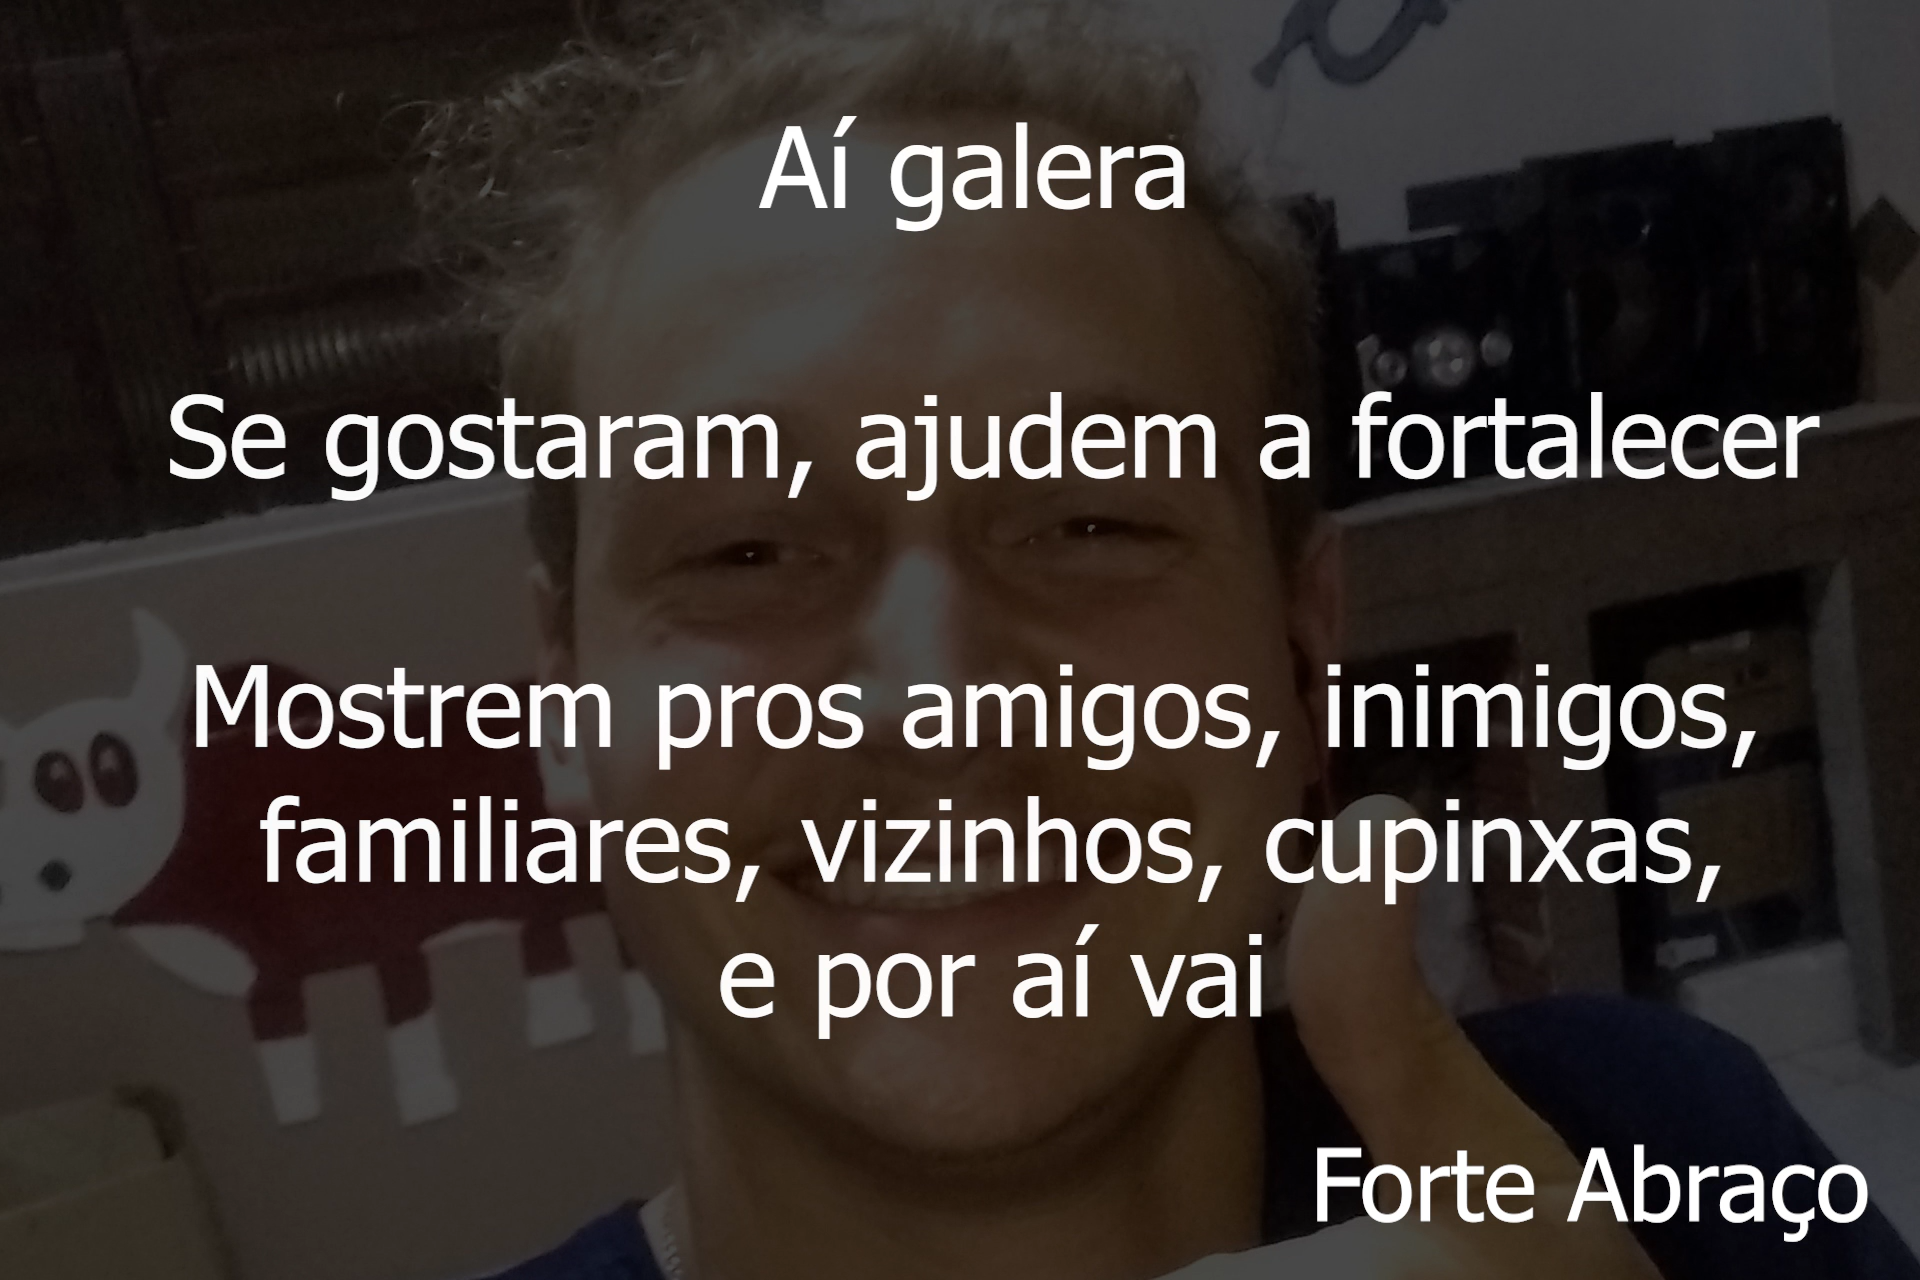 Aí galera
Se gostaram, ajudem a fortalecer
Mostrem pros amigos, inimigos,
familiares, vizinhos, cupinxas,
e por aí vai
Forte Abraço